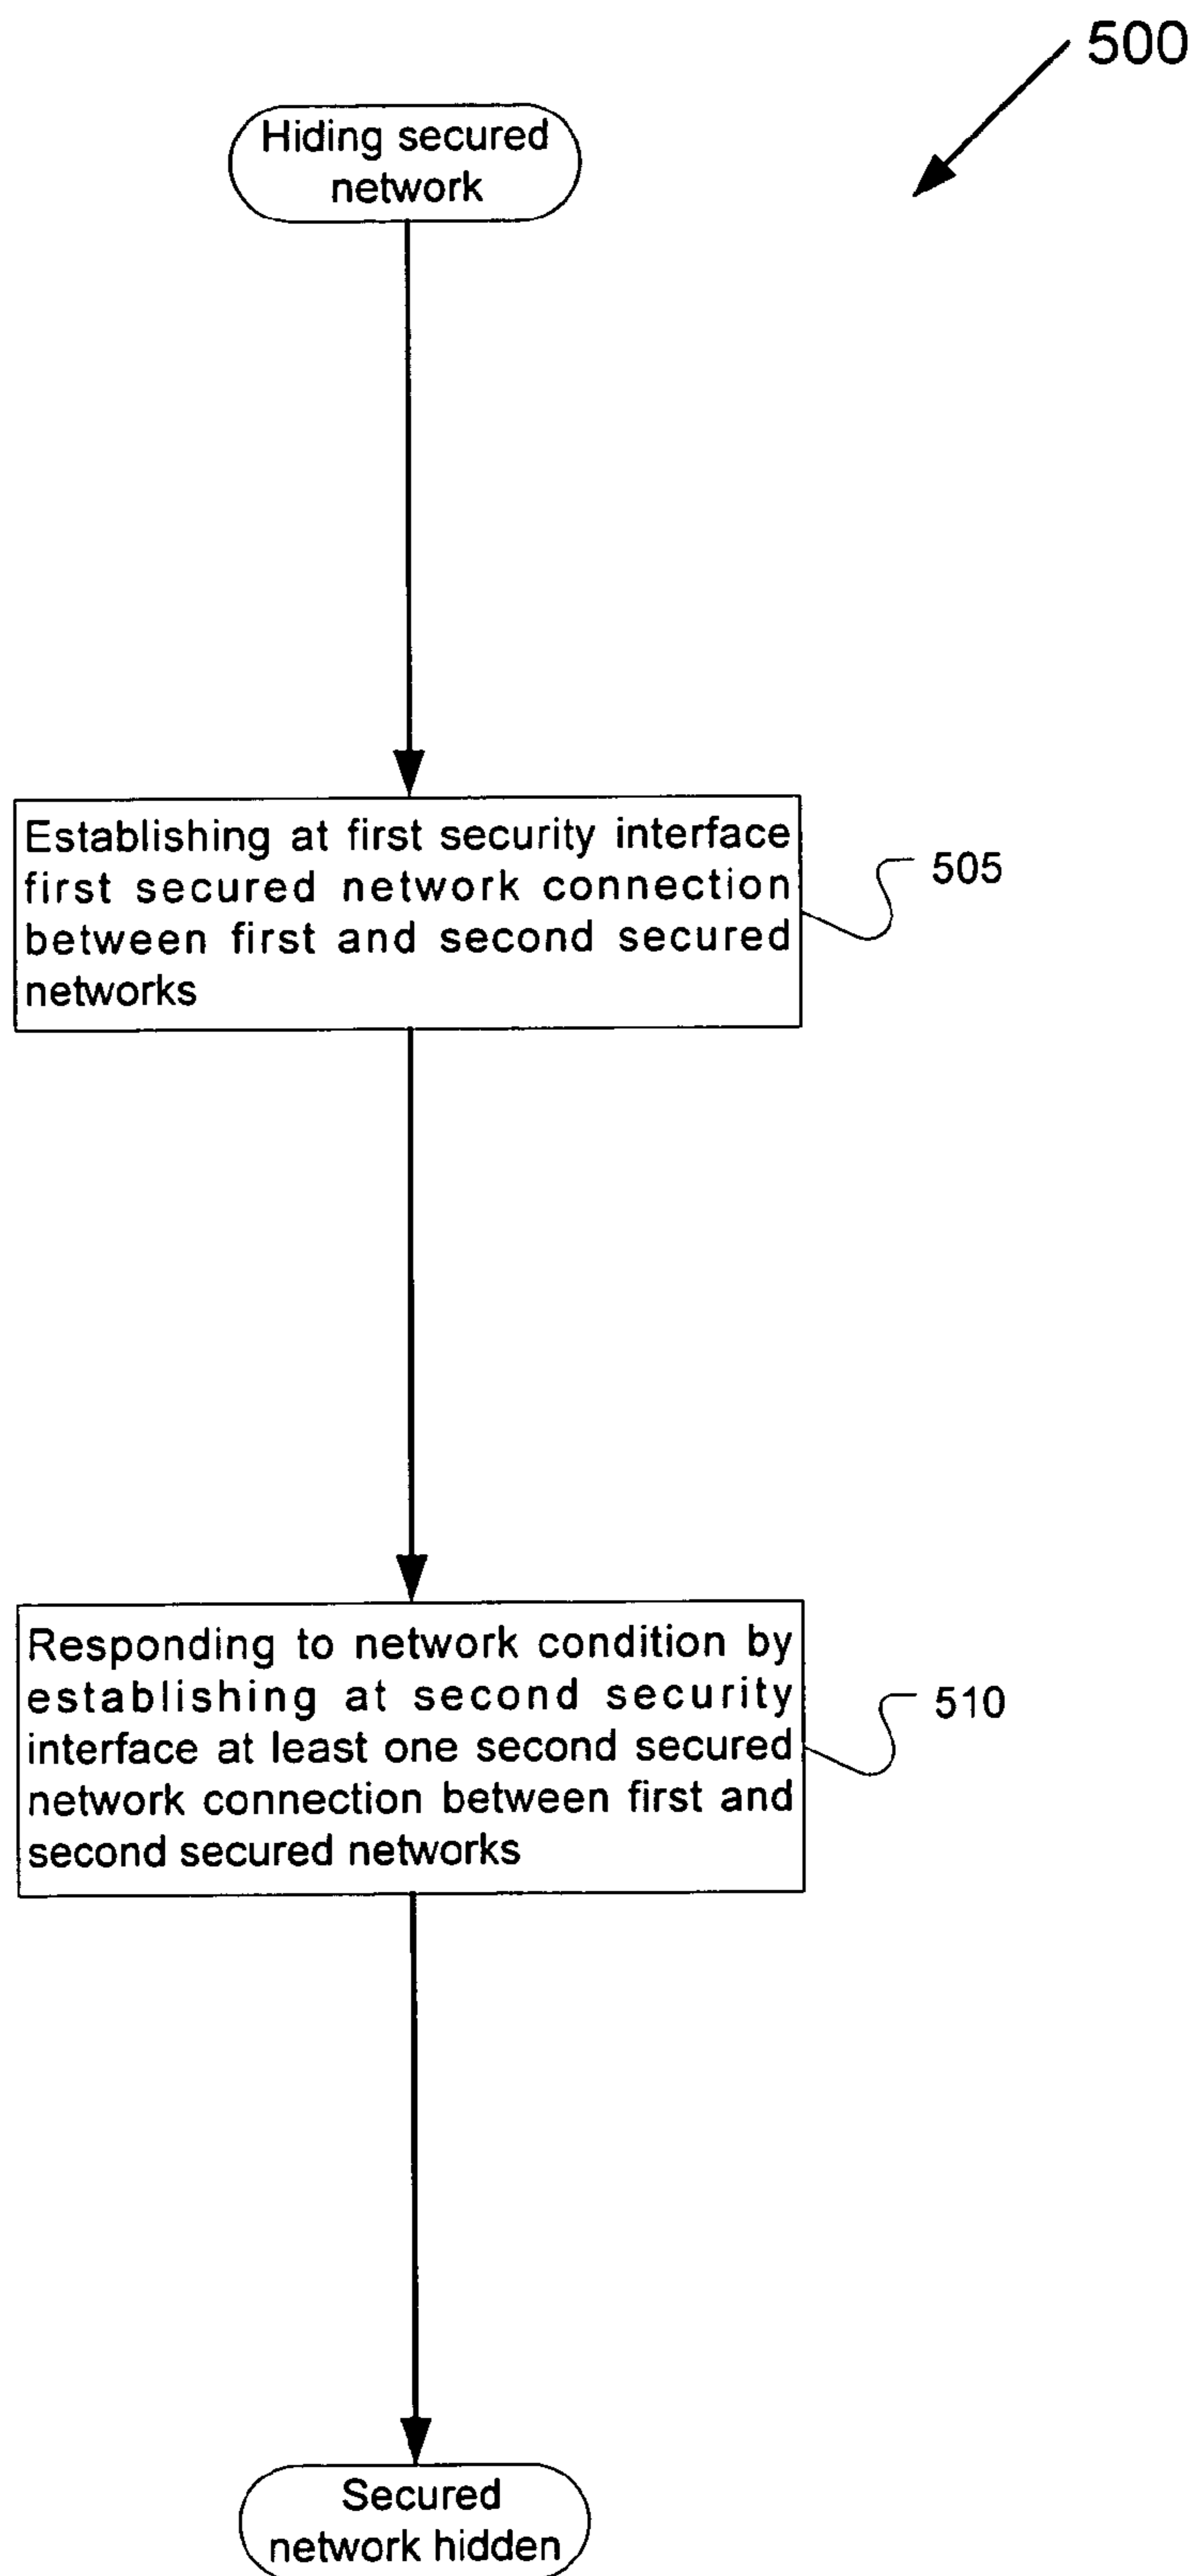 500
Hiding secured
network
Establishing at first security interface
first secured network connection
between first and second secured
networks
505
Responding to network condition by
establishing at second security
interface at least one second secured
network connection between first and
second secured networks
510
Secured
network hidden